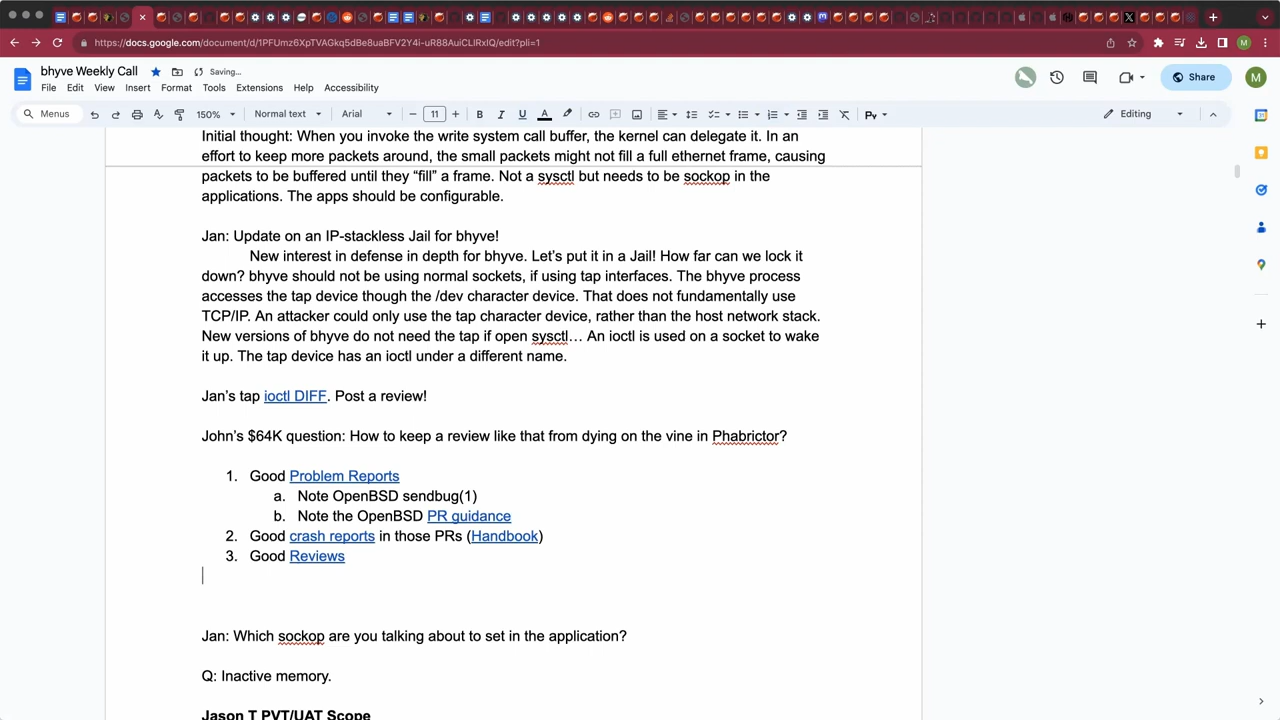 https://docs.google.com/document/d/1PFUmz6XpTVAGkq5dBe8uaBFV2Y4i-uR88AuiCLIRxIQ/edit?pli=1
M
bhyve Weekly Call
Saving...
File Edit View Insert Format Tools Extensions Help Accessibility
Share
M
Menus
150%
Normal text
Arial
11
Editing
Initial thought: When you invoke the write system call buffer, the kernel can delegate it. In an
effort to keep more packets around, the small packets might not fill a full ethernet frame, causing
packets to be buffered until they “fill” a frame. Not a sysctl but needs to be sockop in the
applications. The apps should be configurable.
Jan: Update on an IP-stackless Jail for bhyve!
New interest in defense in depth for bhyve. Let’s put it in a Jail! How far can we lock it
down? bhyve should not be using normal sockets, if using tap interfaces. The bhyve process
accesses the tap device though the /dev character device. That does not fundamentally use
TCP/IP. An attacker could only use the tap character device, rather than the host network stack.
New versions of bhyve do not need the tap if open sysctl… An ioctl is used on a socket to wake
it up. The tap device has an ioctl under a different name.
Jan’s tap ioctl DIFF. Post a review!
John’s $64K question: How to keep a review like that from dying on the vine in Phabrictor?
1. Good Problem Reports
a. Note OpenBSD sendbug(1)
b. Note the OpenBSD PR guidance
2. Good crash reports in those PRs (Handbook)
3. Good Reviews
Jan: Which sockop are you talking about to set in the application?
Q: Inactive memory.
Jason T PVT/UAT Scope